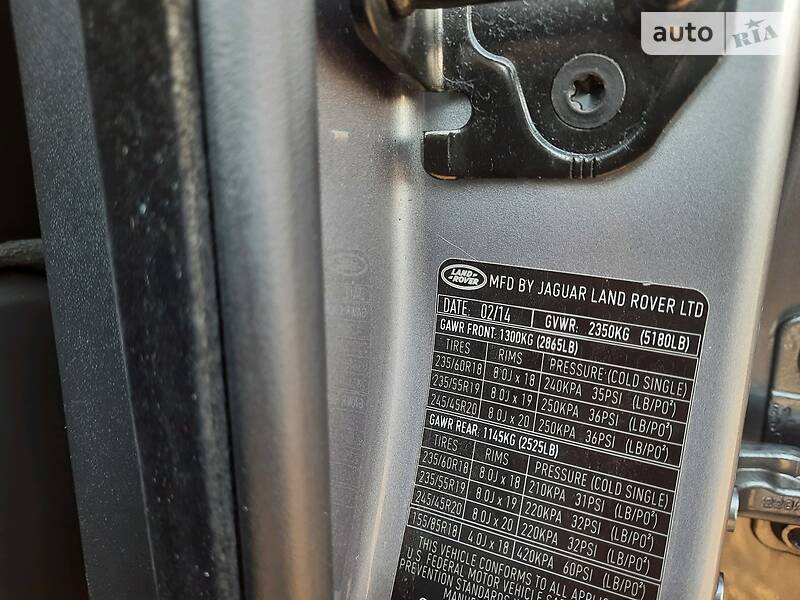 auto RIA
LAND ROVER MFD BY JAGUAR LAND ROVER LTD
DATE: 02/14 GVWR: 2350KG (5180LB)
GAWR FRONT: 1300KG (2865LB)
TIRES RIMS PRESSURE:(COLD SINGLE)
235/60R18 8.0J x 18 240KPA 35PSI (LB/PO²)
235/55R19 8.0J x 19 250KPA 36PSI (LB/PO²)
245/45R20 8.0J x 20 250KPA 36PSI (LB/PO²)
GAWR REAR: 1145KG (2525LB)
TIRES RIMS PRESSURE (COLD SINGLE)
235/60R18 8.0J x 18 210KPA 31PSI (LB/PO²)
235/55R19 8.0J x 19 220KPA 32PSI (LB/PO²)
245/45R20 8.0J x 20 220KPA 32PSI (LB/PO²)
155/85R18 4.0J x 18 420KPA 60PSI (LB/PO²)
THIS VEHICLE CONFORMS TO ALL APPLIC
U.S. FEDERAL MOTOR VEHICLE SAF
PREVENTION STANDARDS
MANU